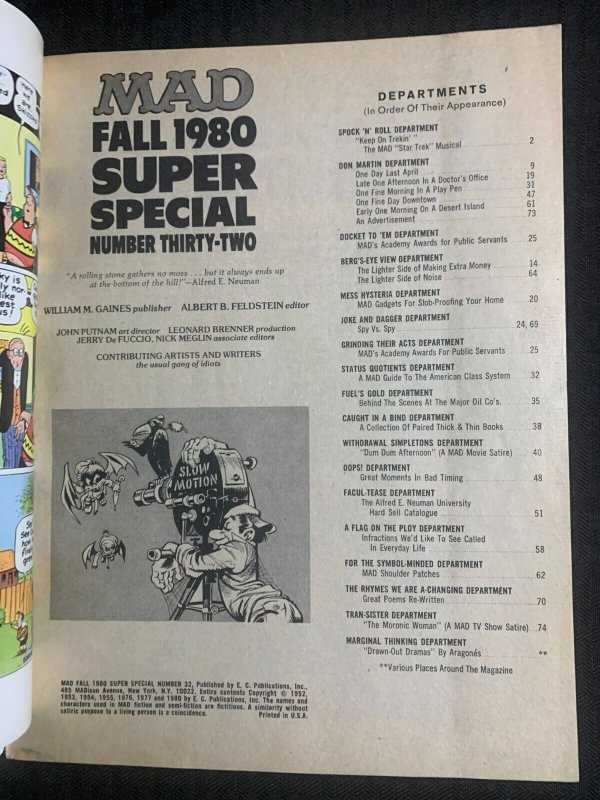 MAD
FALL 1980
SUPER
SPECIAL
NUMBER THIRTY-TWO
"A rolling stone gathers no moss . . . but it always ends up
at the bottom of the hill!"—Alfred E. Neuman
WILLIAM M. GAINES publisher ALBERT B. FELDSTEIN editor
JOHN PUTNAM art director LEONARD BRENNER production
JERRY De FUCCIO, NICK MEGLIN associate editors
CONTRIBUTING ARTISTS AND WRITERS
the usual gang of idiots
SLOW
MOTION
MAD FALL 1980 SUPER SPECIAL NUMBER 32, Published by E. C. Publications, Inc.,
485 MADison Avenue, New York, N.Y. 10022. Entire contents Copyright © 1952,
1953, 1954, 1955, 1976, 1977 and 1980 by E. C. Publications, Inc. The names and
characters used in MAD fiction and semi-fiction are fictitious. A similarity without
satiric purpose to a living person is a coincidence. Printed in U.S.A.
DEPARTMENTS
(In Order Of Their Appearance)
SPOCK 'N' ROLL DEPARTMENT
"Keep On Trekin'"
The MAD "Star Trek" Musical 2
DON MARTIN DEPARTMENT
One Day Last April 9
Late One Afternoon In A Doctor's Office 19
One Fine Morning In A Play Pen 31
One Fine Day Downtown 47
Early One Morning On A Desert Island 61
An Advertisement 73
DOCKET TO 'EM DEPARTMENT
MAD's Academy Awards for Public Servants 25
BERG'S-EYE VIEW DEPARTMENT
The Lighter Side of Making Extra Money 14
The Lighter Side of Noise 64
MESS HYSTERIA DEPARTMENT
MAD Gadgets For Slob-Proofing Your Home 20
JOKE AND DAGGER DEPARTMENT
Spy Vs. Spy 24, 69
GRINDING THEIR ACTS DEPARTMENT
MAD's Academy Awards For Public Servants 25
STATUS QUOTIENTS DEPARTMENT
A MAD Guide To The American Class System 32
FUEL'S GOLD DEPARTMENT
Behind The Scenes At The Major Oil Co's. 35
CAUGHT IN A BIND DEPARTMENT
A Collection Of Paired Thick & Thin Books 38
WITHDRAWAL SIMPLETONS DEPARTMENT
"Dum Dum Afternoon" (A MAD Movie Satire) 40
OOPS! DEPARTMENT
Great Moments In Bad Timing 48
FACUL-TEASE DEPARTMENT
The Alfred E. Neuman University
Hard Sell Catalogue 51
A FLAG ON THE PLOY DEPARTMENT
Infractions We'd Like To See Called
In Everyday Life 58
FOR THE SYMBOL-MINDED DEPARTMENT
MAD Shoulder Patches 62
THE RHYMES WE ARE A-CHANGING DEPARTMENT
Great Poems Re-Written 70
TRAN-SISTER DEPARTMENT
"The Moronic Woman" (A MAD TV Show Satire) 74
MARGINAL THINKING DEPARTMENT
"Drawn-Out Dramas" By Aragonés **
**Various Places Around The Magazine